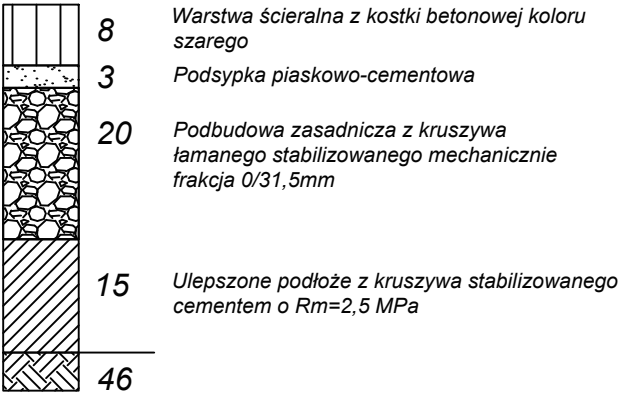 8 Warstwa ścieralna z kostki betonowej koloru
szarego
3 Podsypka piaskowo-cementowa
20 Podbudowa zasadnicza z kruszywa
łamanego stabilizowanego mechanicznie
frakcja 0/31,5mm
15 Ulepszone podłoże z kruszywa stabilizowanego
cementem o Rm=2,5 MPa
46